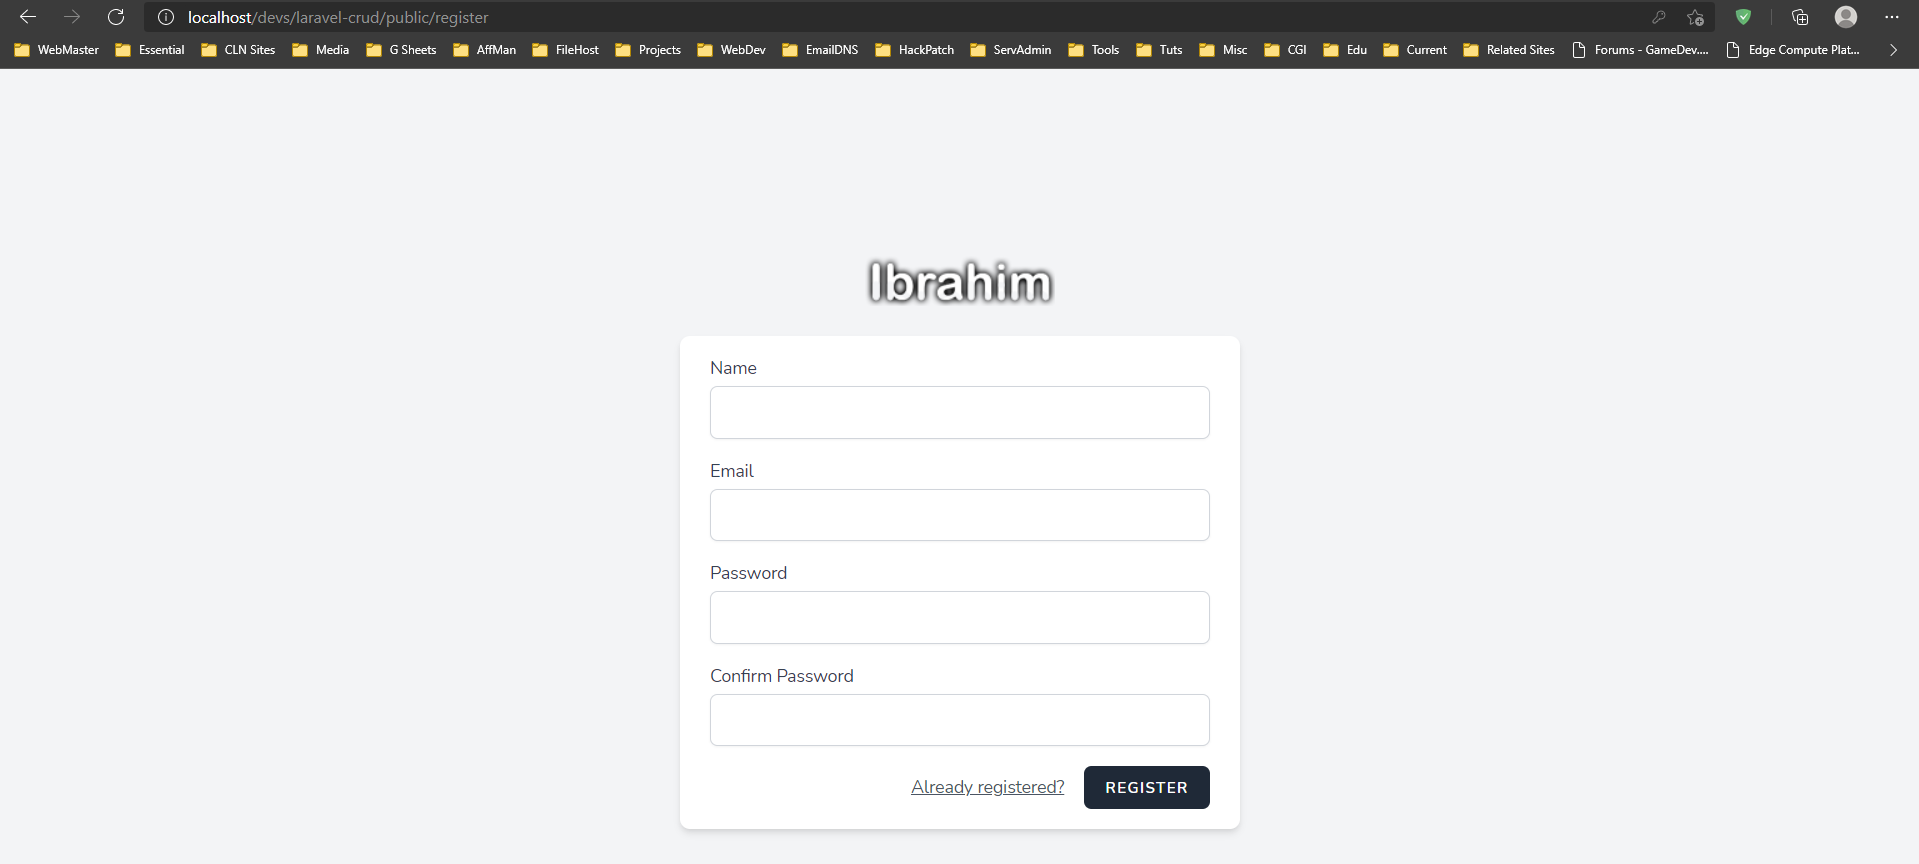 localhost/devs/laravel-crud/public/register
WebMaster Essential CLN Sites Media G Sheets AffMan FileHost Projects WebDev EmailDNS HackPatch ServAdmin Tools Tuts Misc CGI Edu Current Related Sites Forums - GameDev.... Edge Compute Plat...
Ibrahim
Name
Email
Password
Confirm Password
Already registered? REGISTER